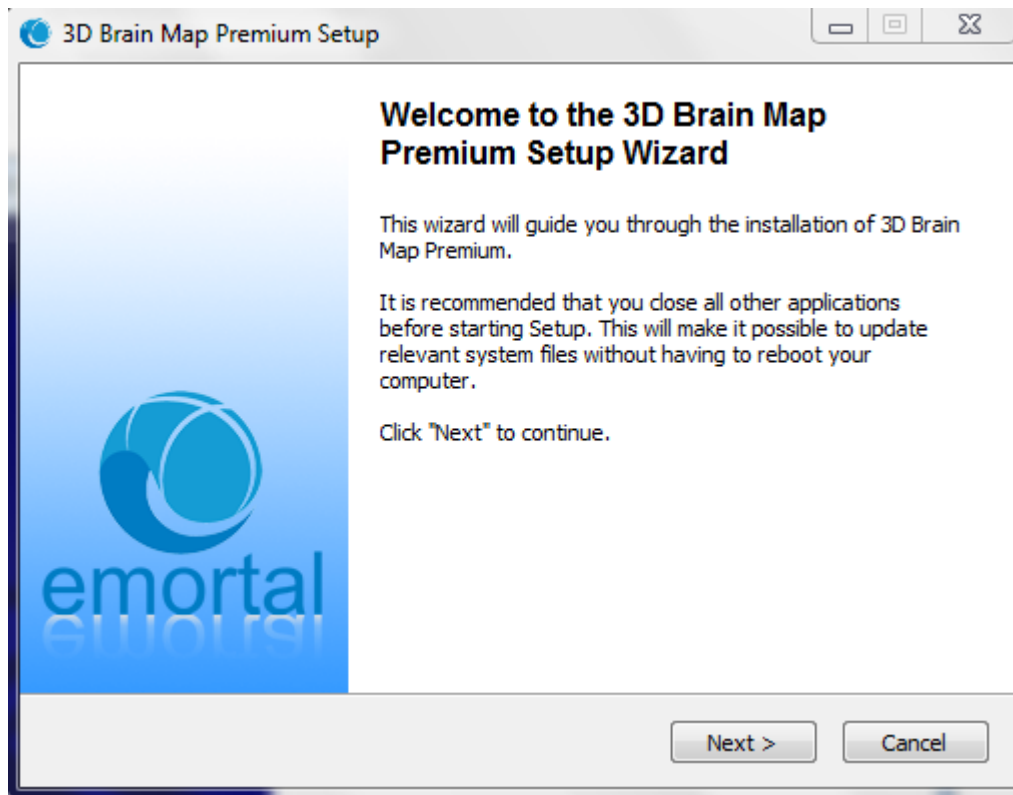 3D Brain Map Premium Setup
Welcome to the 3D Brain Map
Premium Setup Wizard
This wizard will guide you through the installation of 3D Brain
Map Premium.
It is recommended that you close all other applications
before starting Setup. This will make it possible to update
relevant system files without having to reboot your
computer.
Click "Next" to continue.
emortal
Next >
Cancel